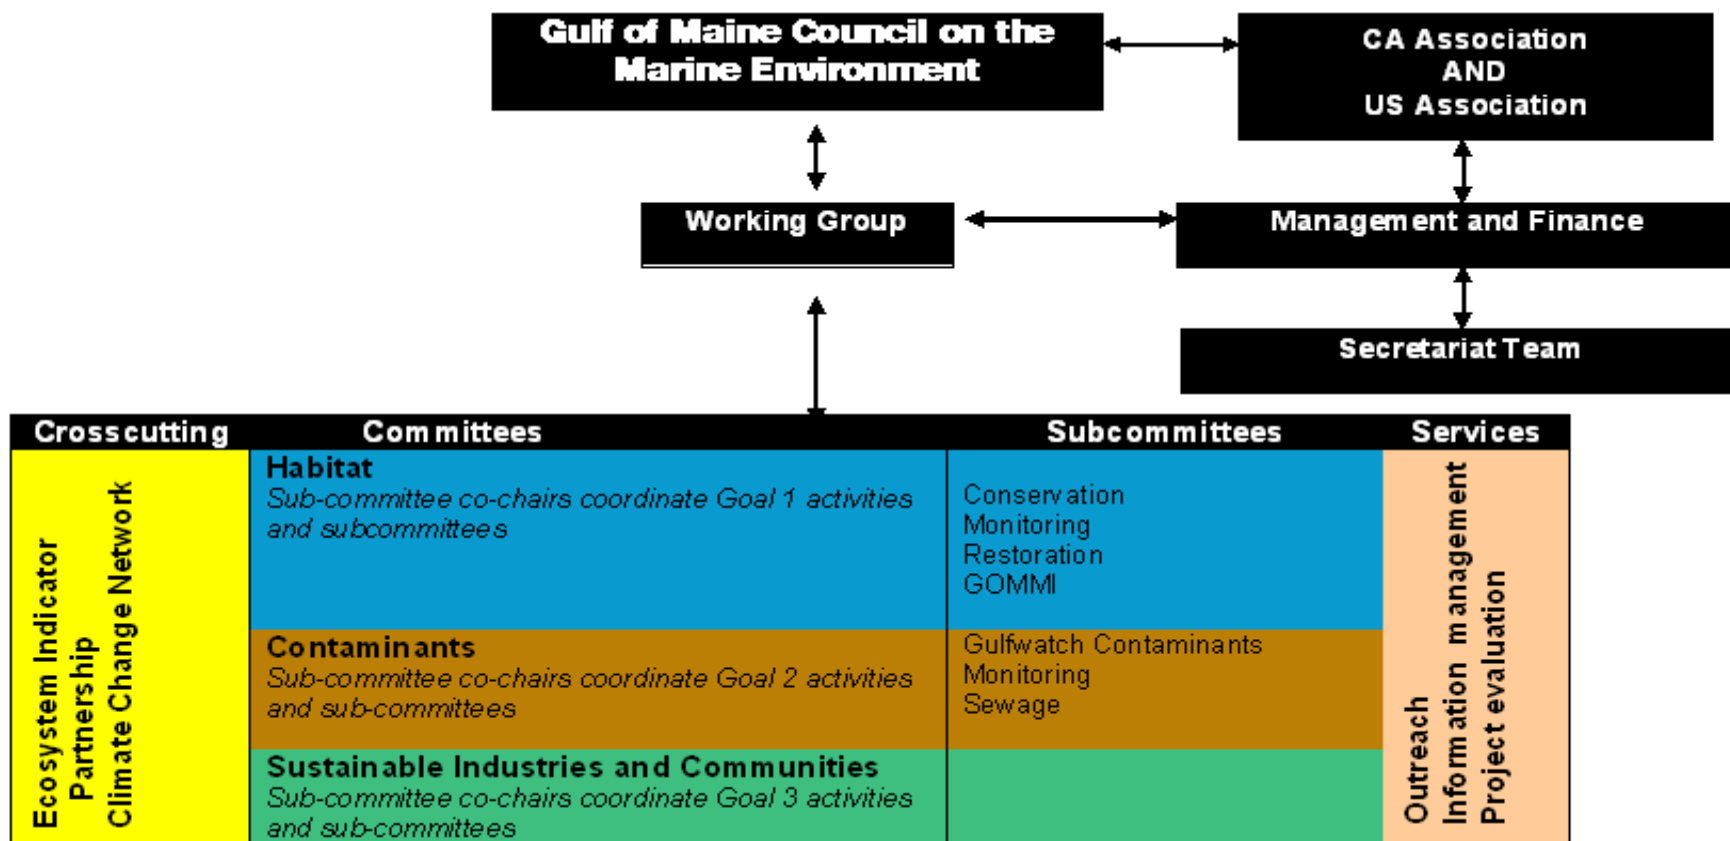 Gulf of Maine Council on the
Marine Environment
CA Association
AND
US Association
Working Group
Management and Finance
Secretariat Team
Crosscutting
Committees
Subcommittees
Services
Ecosystem Indicator
Partnership
Climate Change Network
Habitat
Sub-committee co-chairs coordinate Goal 1 activities
and subcommittees
Conservation
Monitoring
Restoration
GOMMI
Contaminants
Sub-committee co-chairs coordinate Goal 2 activities
and sub-committees
Gulfwatch Contaminants
Monitoring
Sewage
Sustainable Industries and Communities
Sub-committee co-chairs coordinate Goal 3 activities
and sub-committees
Outreach
Information management
Project evaluation